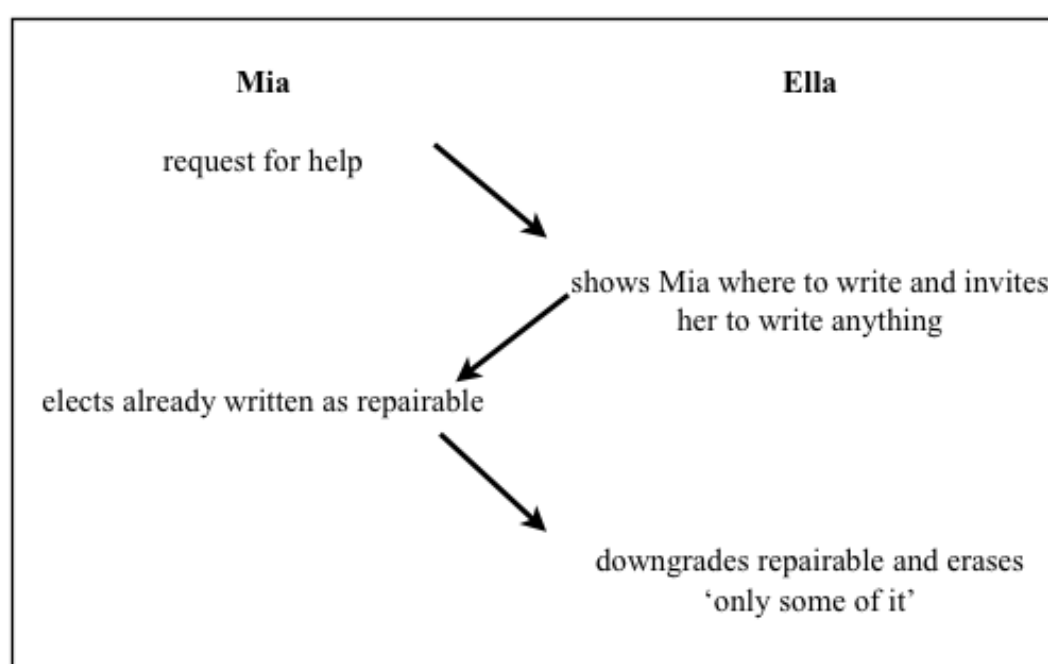 Mia
Ella
request for help
shows Mia where to write and invites
her to write anything
elects already written as repairable
downgrades repairable and erases
‘only some of it’